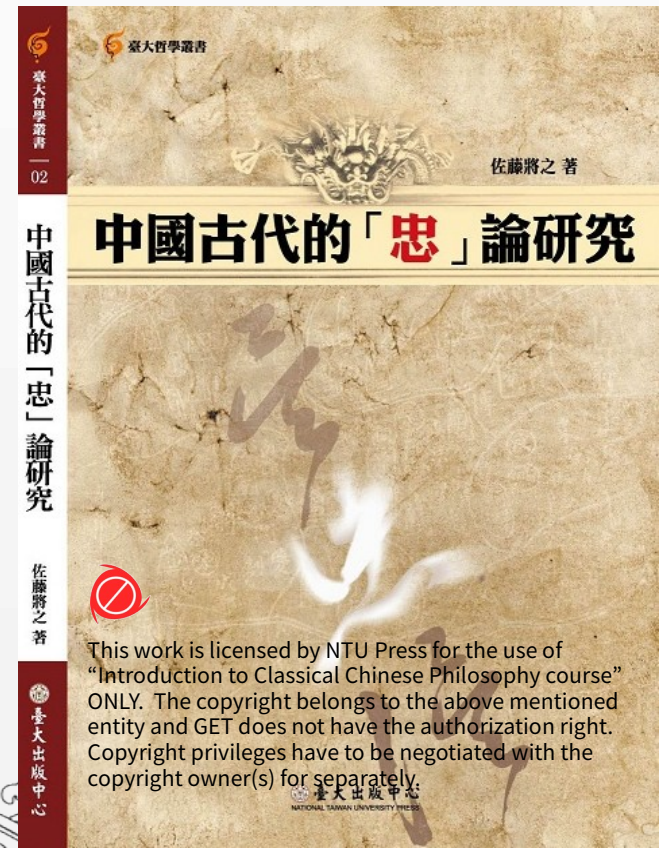 臺大哲學叢書
02
中國古代的「忠」論研究
佐藤將之 著
臺大出版中心
臺大哲學叢書
佐藤將之 著
中國古代的「忠」論研究
This work is licensed by NTU Press for the use of
“Introduction to Classical Chinese Philosophy course”
ONLY. The copyright belongs to the above mentioned
entity and GET does not have the authorization right.
Copyright privileges have to be negotiated with the
copyright owner(s) for separately.
臺大出版中心
NATIONAL TAIWAN UNIVERSITY PRESS